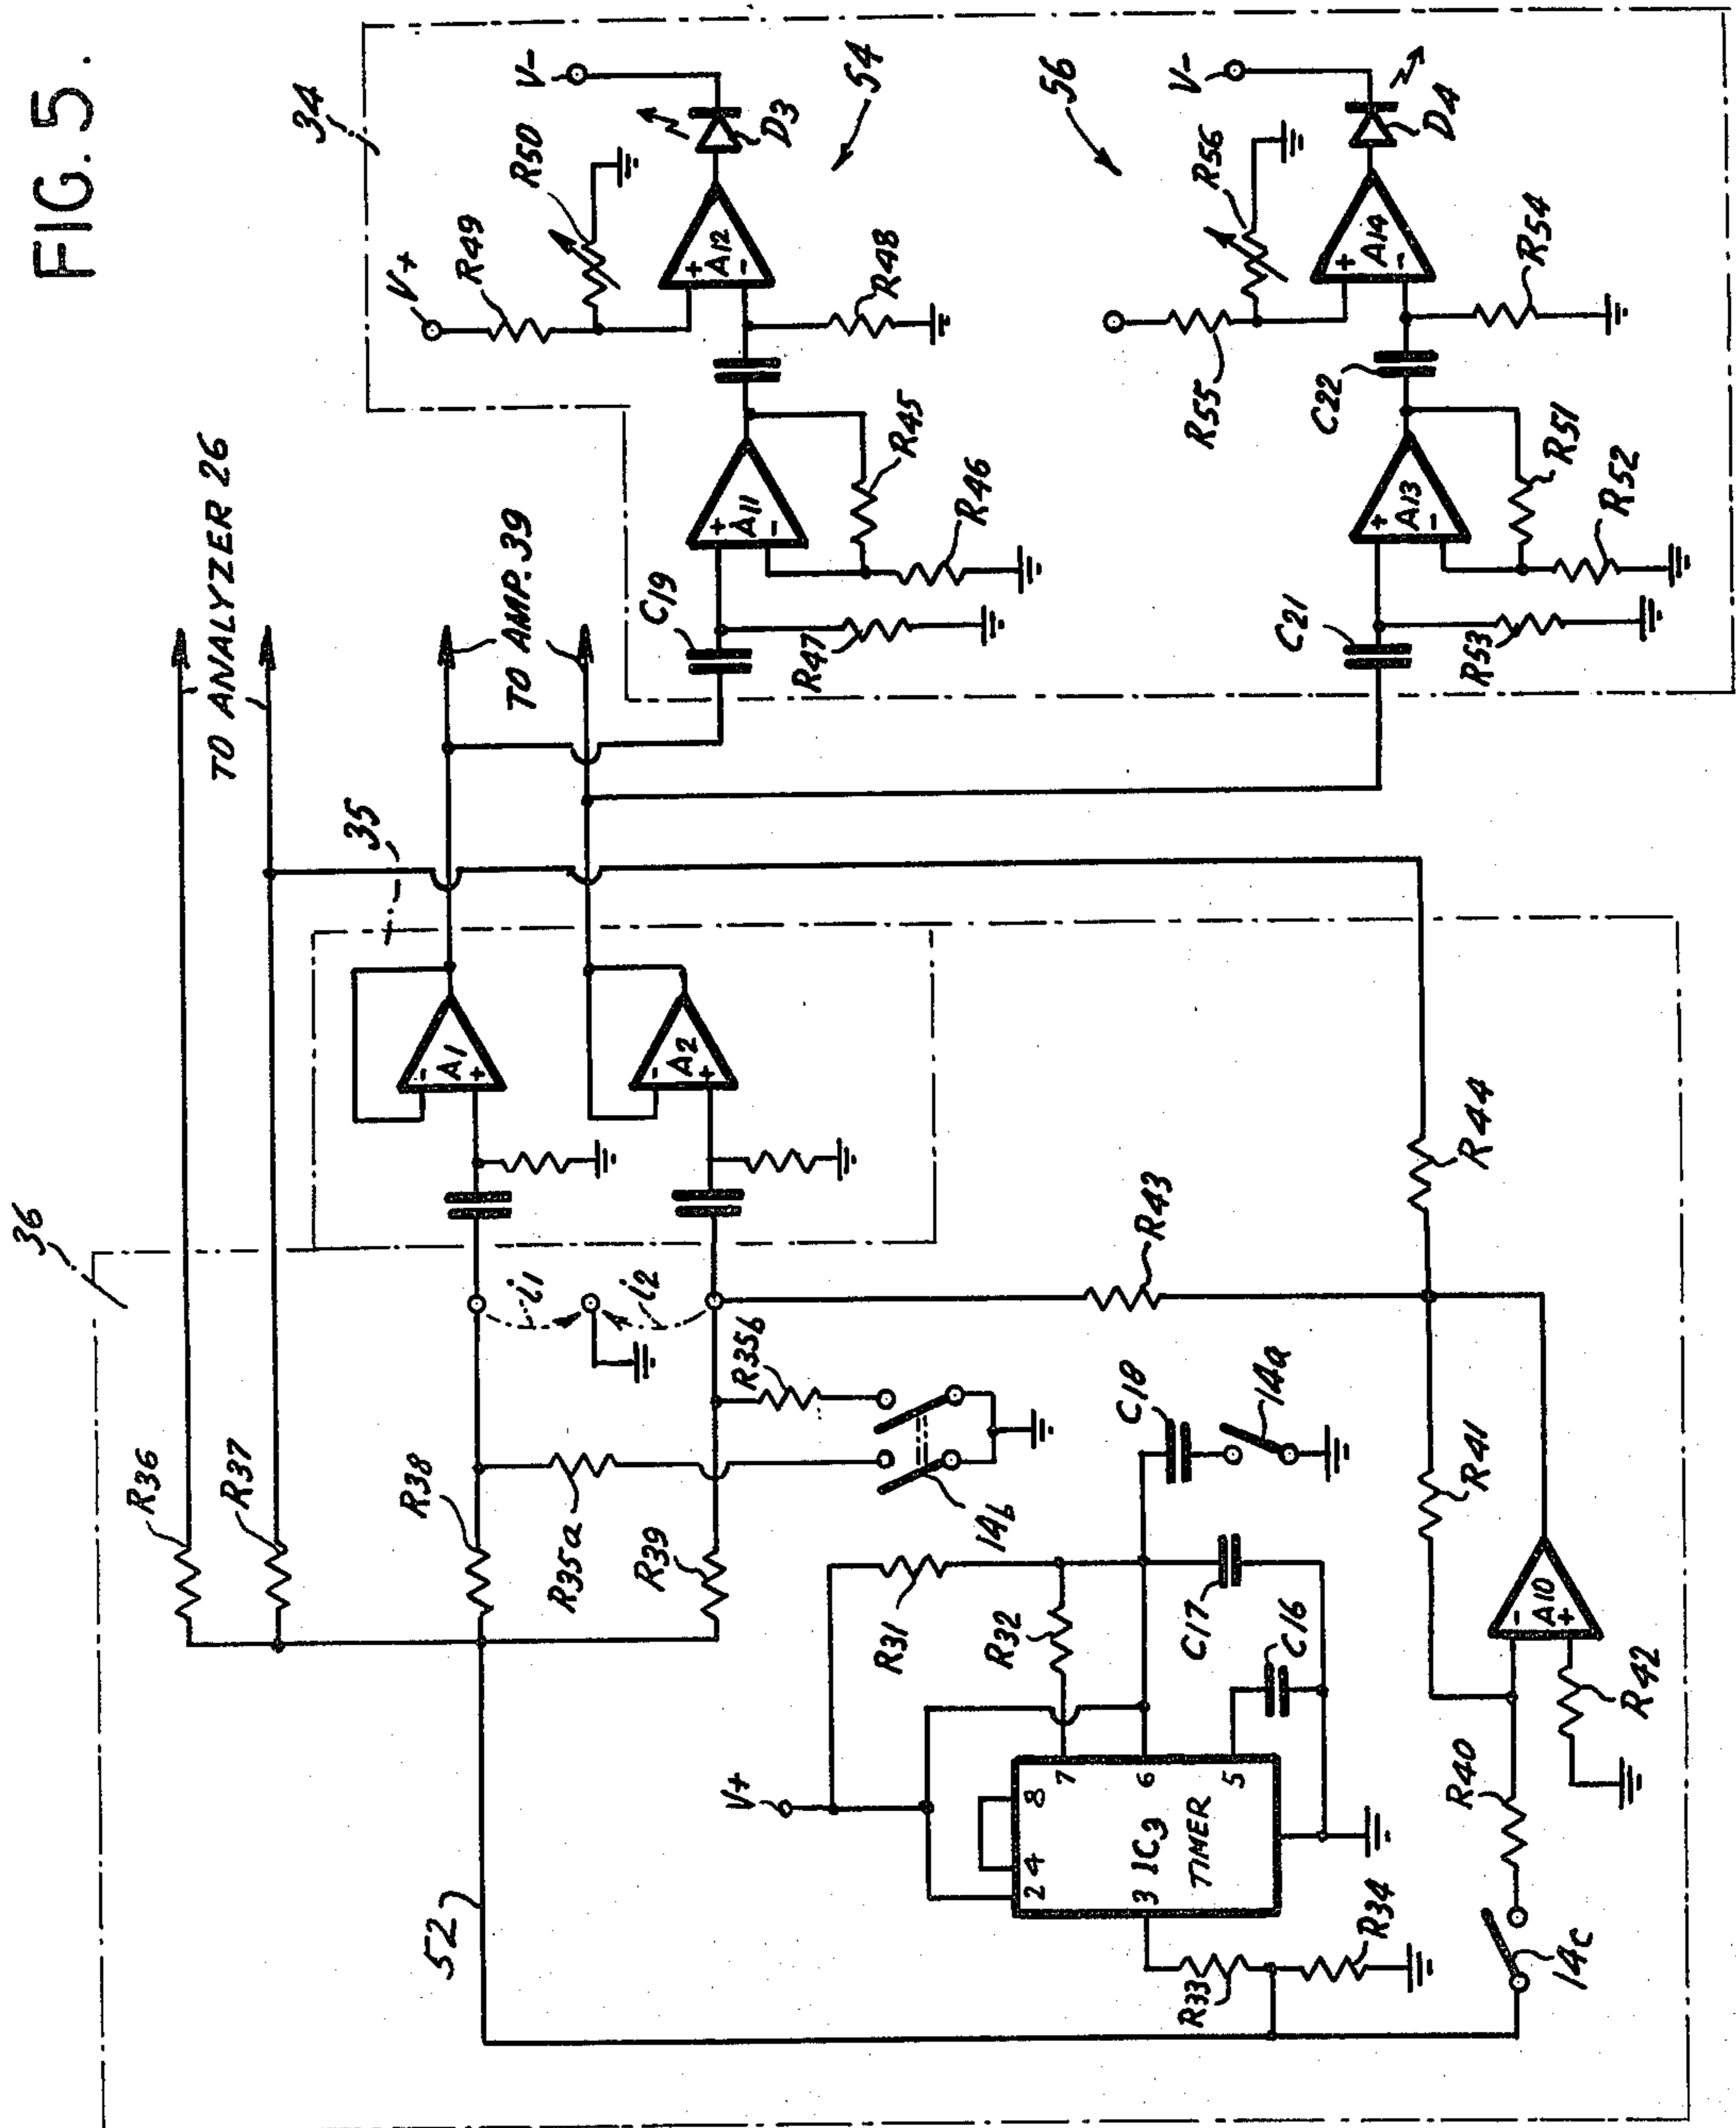 FIG. 5.
36
34
35
TO ANALYZER 26
TO AMP. 39
R36
R37
R38
R35a
R39
R35b
14b
i1
i2
A1
-
+
A2
-
+
52
V+
R31
R32
C17
C16
C18
14a
2
4
8
7
6
5
3
IC3
TIMER
R33
R34
14c
R40
R42
A10
-
+
R41
R43
R44
C19
R47
A11
+
-
R45
R46
V+
R49
R50
A12
+
-
R48
D3
V-
54
56
C21
R53
A13
+
-
R51
R52
C22
R55
R56
A14
+
-
R54
D4
V-